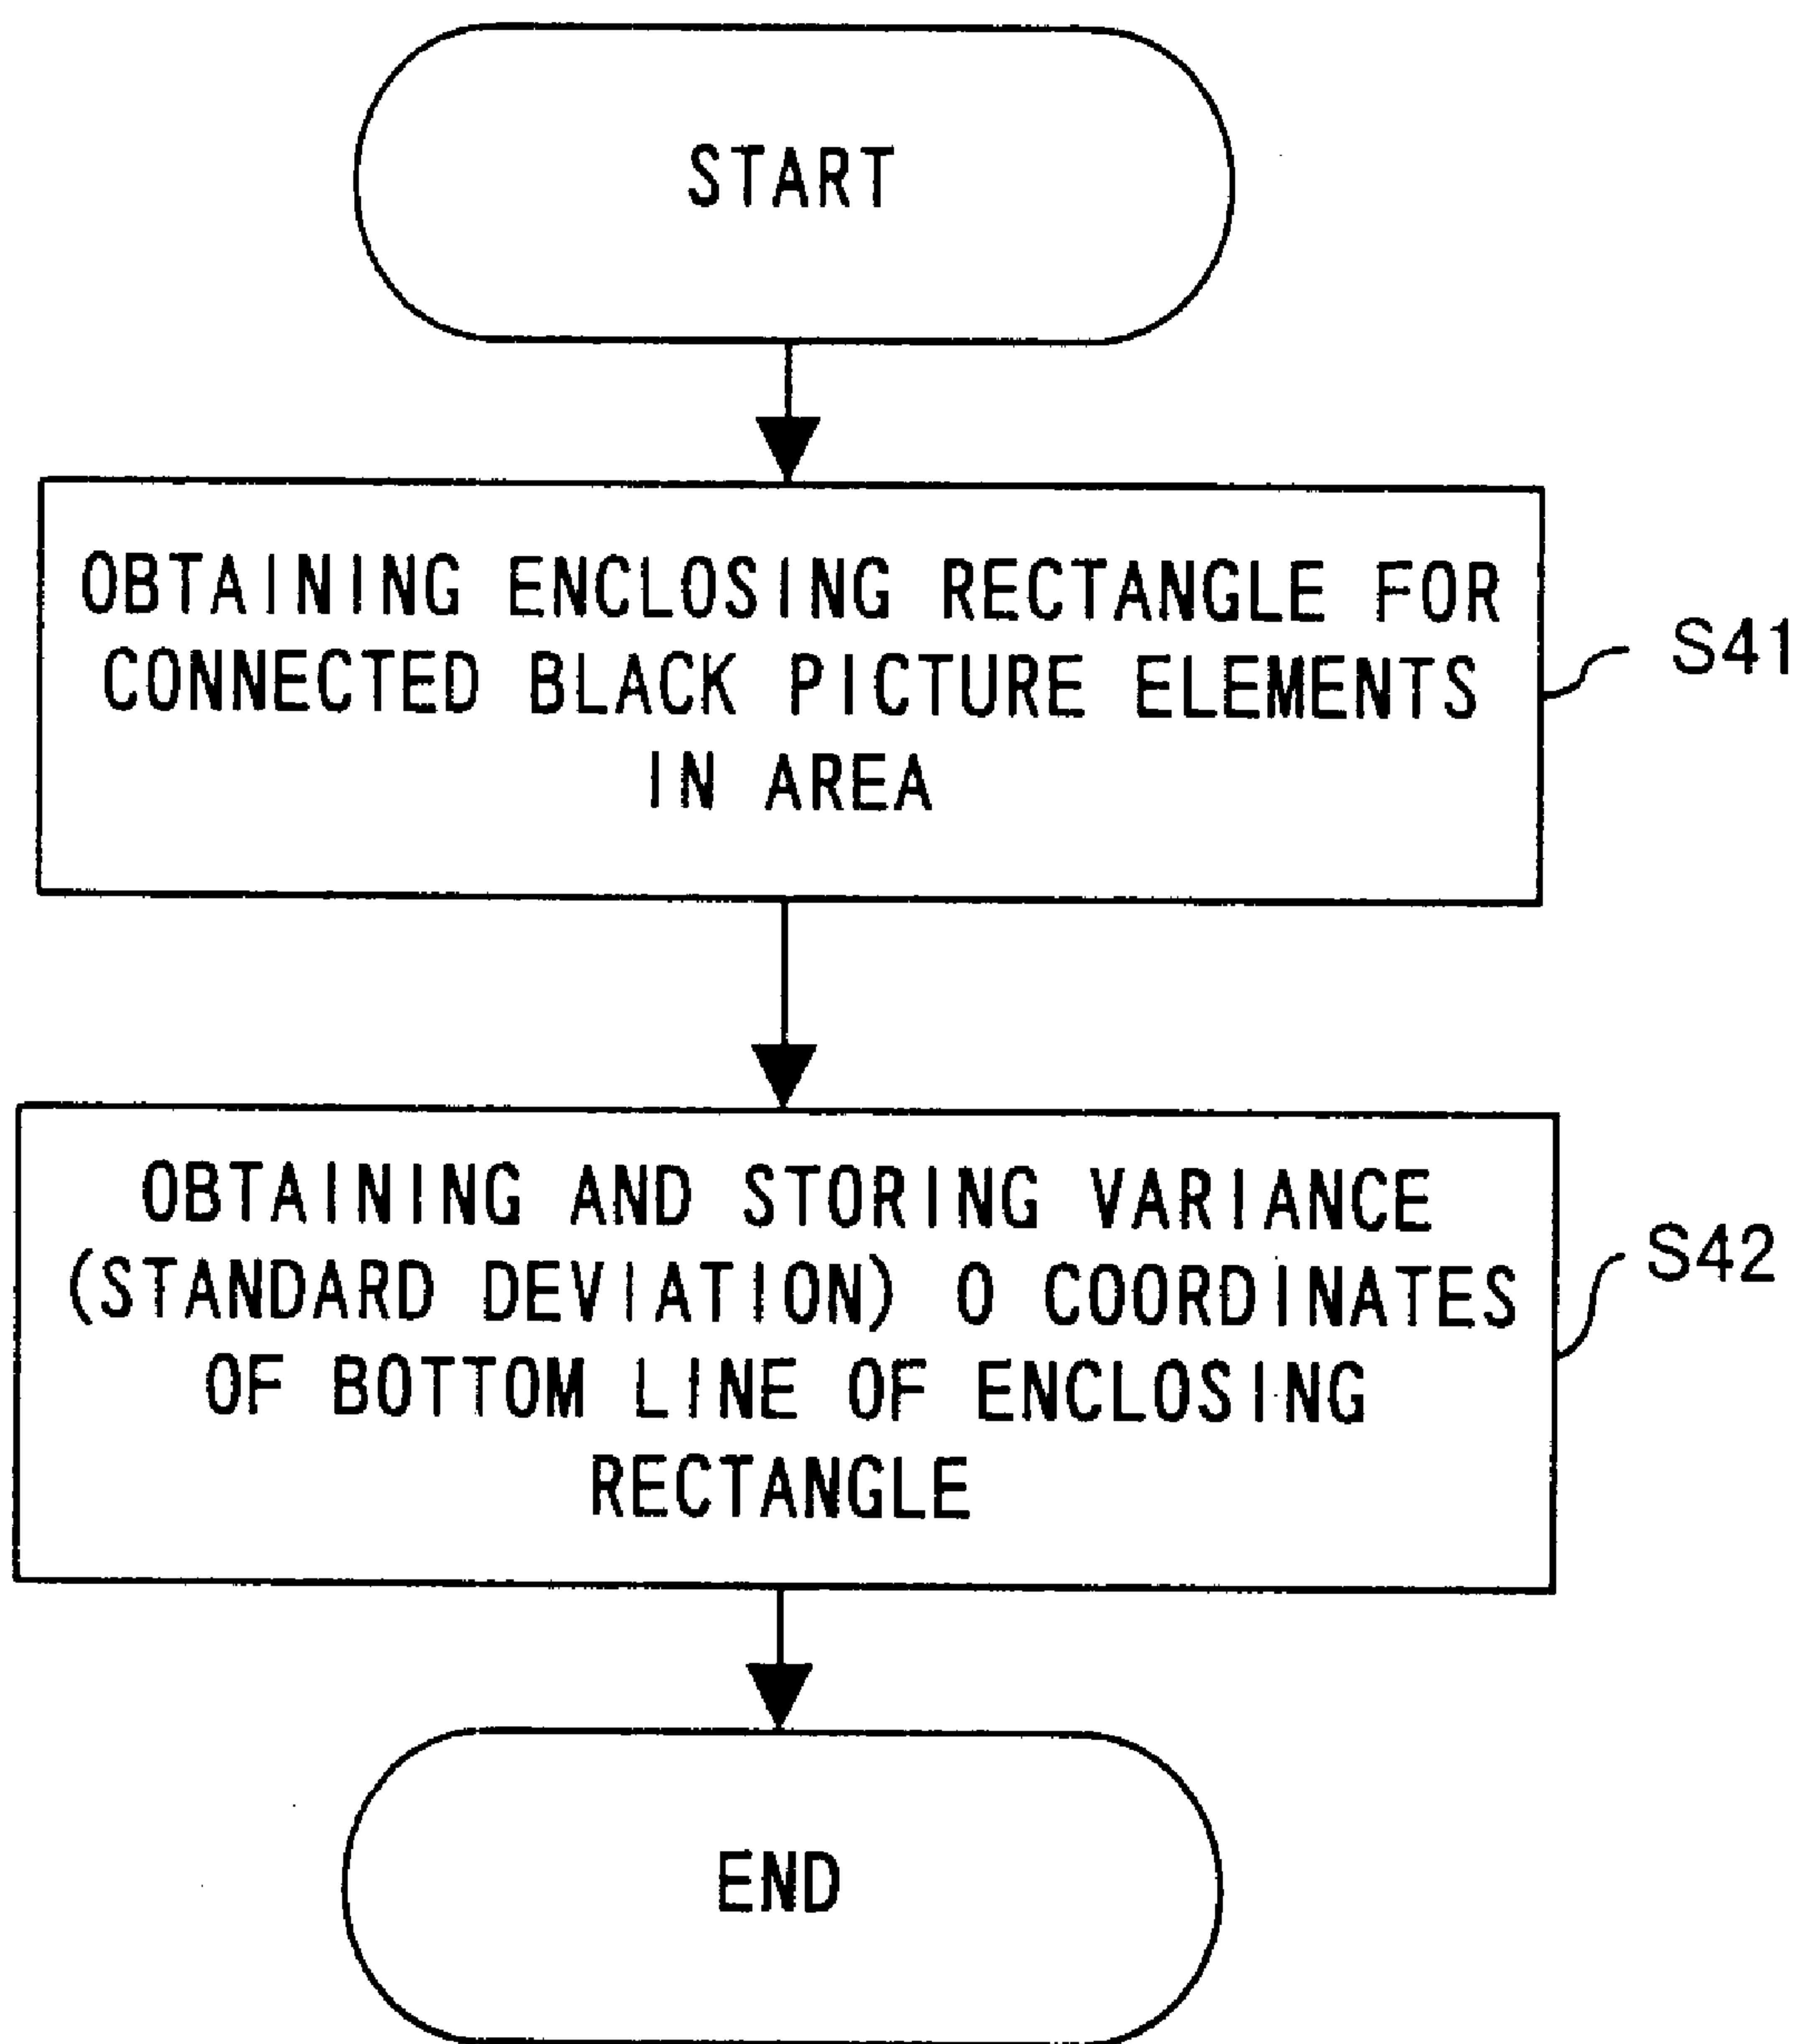 START
OBTAINING ENCLOSING RECTANGLE FOR
CONNECTED BLACK PICTURE ELEMENTS
IN AREA
S41
OBTAINING AND STORING VARIANCE
(STANDARD DEVIATION) O COORDINATES
OF BOTTOM LINE OF ENCLOSING
RECTANGLE
S42
END